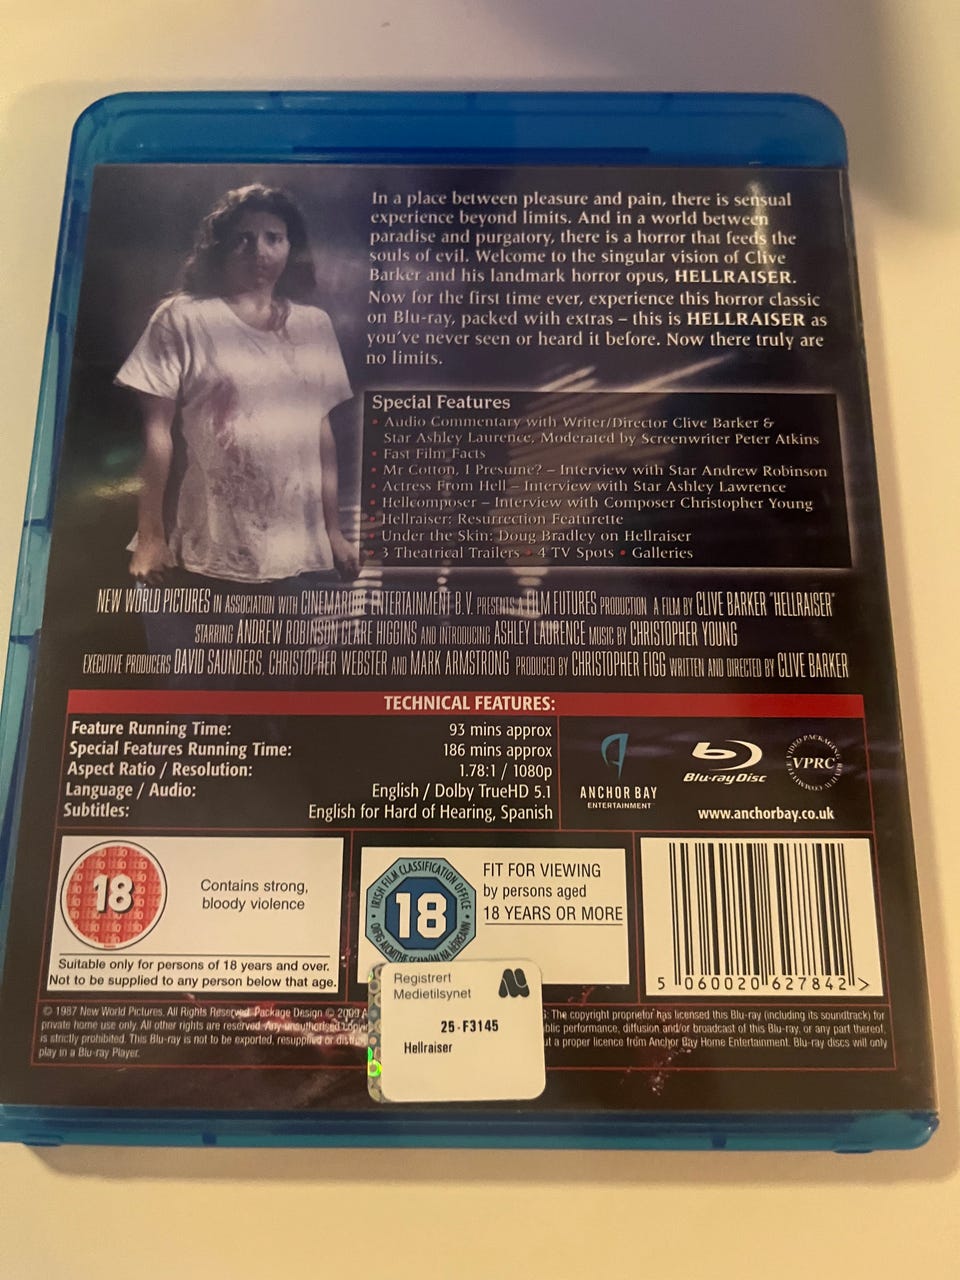 In a place between pleasure and pain, there is sensual
experience beyond limits. And in a world between
paradise and purgatory, there is a horror that feeds the
souls of evil. Welcome to the singular vision of Clive
Barker and his landmark horror opus, HELLRAISER.
Now for the first time ever, experience this horror classic
on Blu-ray, packed with extras – this is HELLRAISER as
you've never seen or heard it before. Now there truly are
no limits.
Special Features
• Audio Commentary with Writer/Director Clive Barker &
Star Ashley Laurence, Moderated by Screenwriter Peter Atkins
• Fast Film Facts
• Mr Cotton, I Presume? – Interview with Star Andrew Robinson
• Actress From Hell – Interview with Star Ashley Lawrence
• Hellcomposer – Interview with Composer Christopher Young
• Hellraiser: Resurrection Featurette
• Under the Skin: Doug Bradley on Hellraiser
• 3 Theatrical Trailers • 4 TV Spots • Galleries
NEW WORLD PICTURES IN ASSOCIATION WITH CINEMARQUE ENTERTAINMENT B.V. PRESENTS A FILM FUTURES PRODUCTION A FILM BY CLIVE BARKER "HELLRAISER"
STARRING ANDREW ROBINSON CLARE HIGGINS AND INTRODUCING ASHLEY LAURENCE MUSIC BY CHRISTOPHER YOUNG
EXECUTIVE PRODUCERS DAVID SAUNDERS, CHRISTOPHER WEBSTER AND MARK ARMSTRONG PRODUCED BY CHRISTOPHER FIGG WRITTEN AND DIRECTED BY CLIVE BARKER
TECHNICAL FEATURES:
Feature Running Time: 93 mins approx
Special Features Running Time: 186 mins approx
Aspect Ratio / Resolution: 1.78:1 / 1080p
Language / Audio: English / Dolby TrueHD 5.1
Subtitles: English for Hard of Hearing, Spanish
ANCHOR BAY
ENTERTAINMENT
Blu-ray Disc
VIDEO PACKAGING REVIEW COMMITTEE
VPRC
www.anchorbay.co.uk
18
Contains strong,
bloody violence
Suitable only for persons of 18 years and over.
Not to be supplied to any person below that age.
IRISH FILM CLASSIFICATION OFFICE
18
FIT FOR VIEWING
by persons aged
18 YEARS OR MORE
5 060020 627842 >
© 1987 New World Pictures. All Rights Reserved. Package Design © 2009 A
private home use only. All other rights are reserved. Any unauthorised
is strictly prohibited. This Blu-ray is not to be exported, resupplied or
play in a Blu-ray Player.
: The copyright proprietor has licensed this Blu-ray (including its soundtrack) for
blic performance, diffusion and/or broadcast of this Blu-ray, or any part thereof,
ut a proper licence from Anchor Bay Home Entertainment. Blu-ray discs will only
Registrert
Medietilsynet
25-F3145
Hellraiser